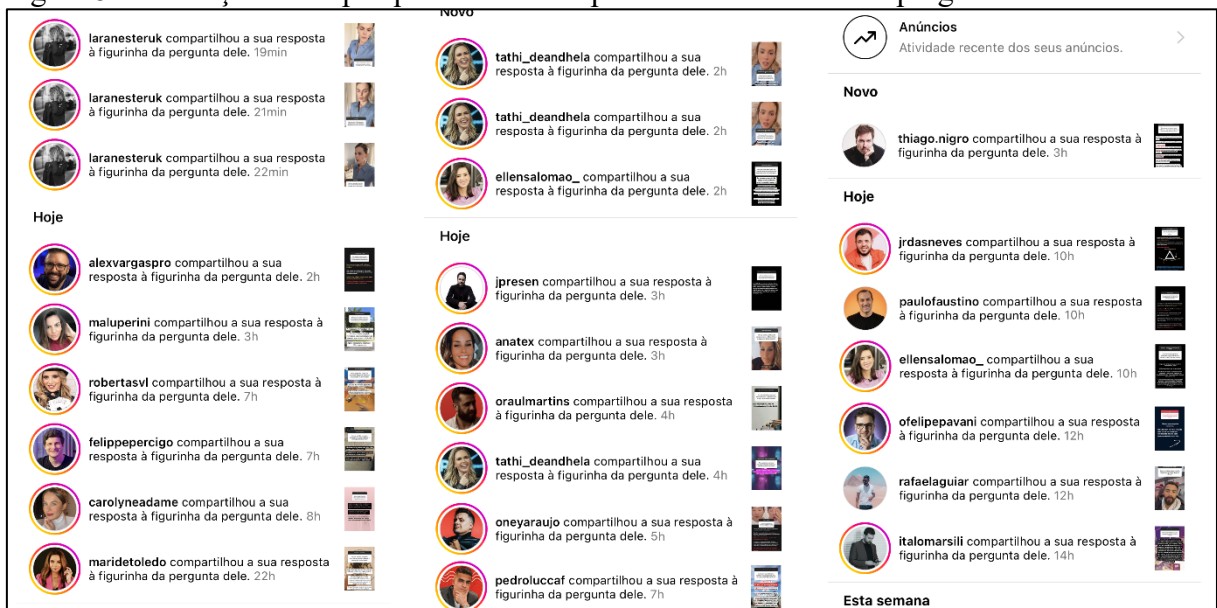 laranesteruk compartilhou a sua resposta
à figurinha da pergunta dele. 19min
laranesteruk compartilhou a sua resposta
à figurinha da pergunta dele. 21min
laranesteruk compartilhou a sua resposta
à figurinha da pergunta dele. 22min
Hoje
alexvargaspro compartilhou a sua
resposta à figurinha da pergunta dele. 2h
maluperini compartilhou a sua resposta à
figurinha da pergunta dele. 3h
robertasvl compartilhou a sua resposta à
figurinha da pergunta dele. 7h
felippepercigo compartilhou a sua
resposta à figurinha da pergunta dele. 7h
carolyneadame compartilhou a sua
resposta à figurinha da pergunta dele. 8h
maridetoledo compartilhou a sua resposta
à figurinha da pergunta dele. 22h
Novo
tathi_deandhela compartilhou a sua
resposta à figurinha da pergunta dele. 2h
tathi_deandhela compartilhou a sua
resposta à figurinha da pergunta dele. 2h
ellensalomao_ compartilhou a sua
resposta à figurinha da pergunta dele. 2h
Hoje
jpresen compartilhou a sua resposta à
figurinha da pergunta dele. 3h
anatex compartilhou a sua resposta à
figurinha da pergunta dele. 3h
oraulmartins compartilhou a sua resposta
à figurinha da pergunta dele. 4h
tathi_deandhela compartilhou a sua
resposta à figurinha da pergunta dele. 4h
oneyaraujo compartilhou a sua resposta à
figurinha da pergunta dele. 5h
pedroluccaf compartilhou a sua resposta à
figurinha da pergunta dele. 7h
Anúncios
Atividade recente dos seus anúncios.
Novo
thiago.nigro compartilhou a sua resposta à
figurinha da pergunta dele. 3h
Hoje
jrdasneves compartilhou a sua resposta à
figurinha da pergunta dele. 10h
paulofaustino compartilhou a sua resposta
à figurinha da pergunta dele. 10h
ellensalomao_ compartilhou a sua
resposta à figurinha da pergunta dele. 10h
ofelipepavani compartilhou a sua resposta
à figurinha da pergunta dele. 12h
rafaelaguiar compartilhou a sua resposta à
figurinha da pergunta dele. 12h
italomarsili compartilhou a sua resposta à
figurinha da pergunta dele. 14h
Esta semana